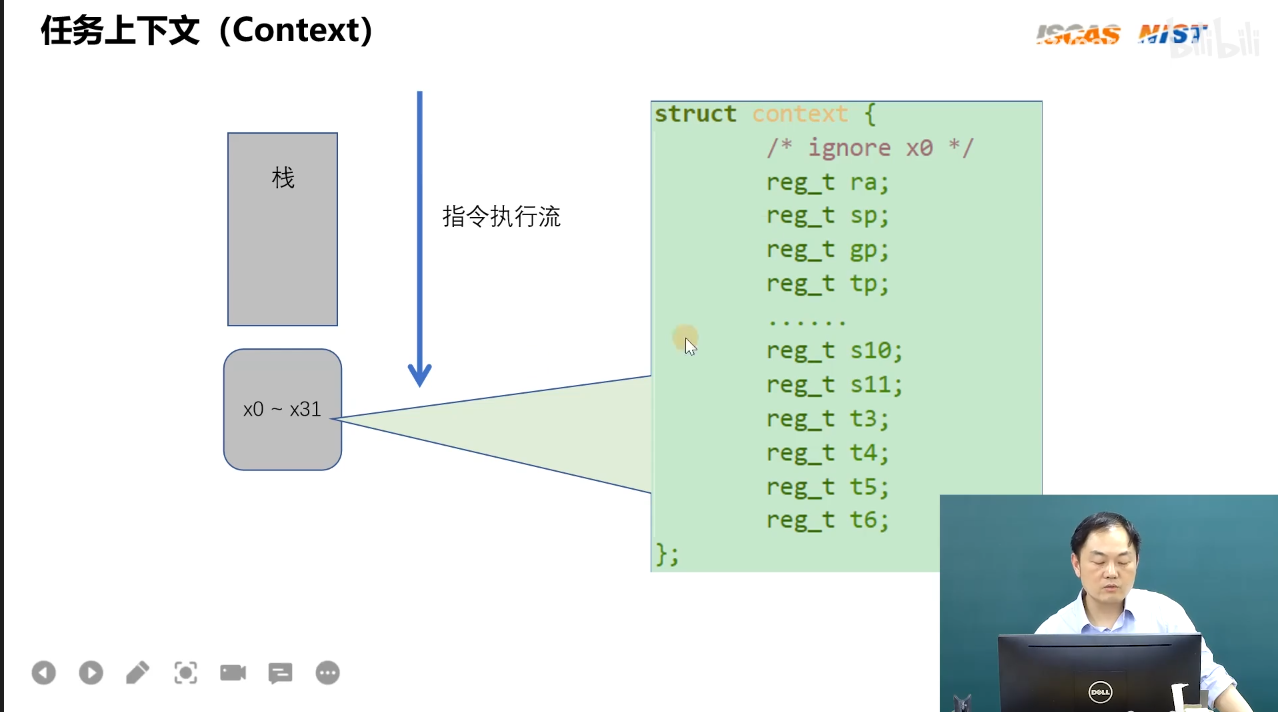 任务上下文（Context）
ISCAS NIST
bilibili
栈
指令执行流
x0 ~ x31
struct context {
/* ignore x0 */
reg_t ra;
reg_t sp;
reg_t gp;
reg_t tp;
......
reg_t s10;
reg_t s11;
reg_t t3;
reg_t t4;
reg_t t5;
reg_t t6;
};
DELL